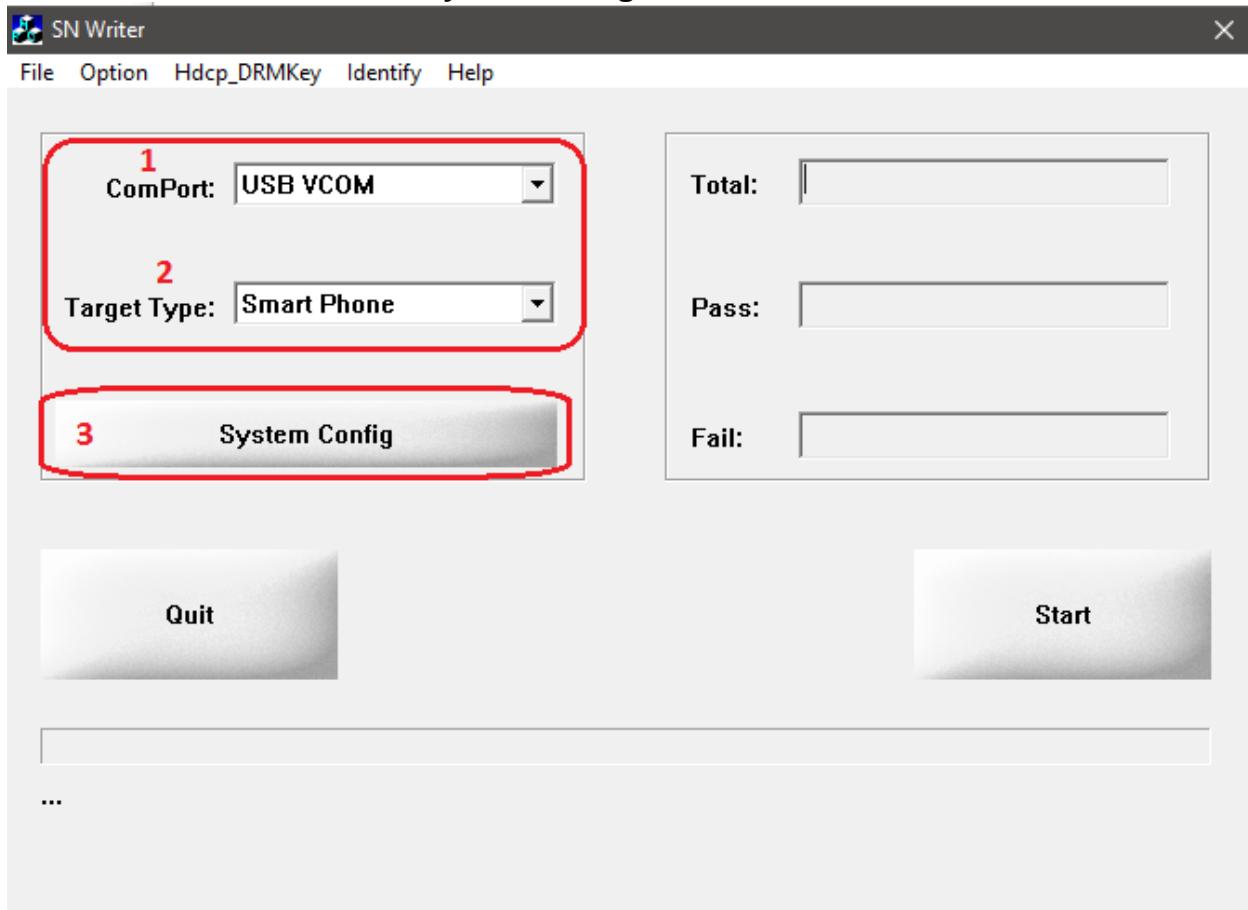 SN Writer
File Option Hdcp_DRMKey Identify Help
1
ComPort: USB VCOM
2
Target Type: Smart Phone
3 System Config
Total:
Pass:
Fail:
Quit
Start
...